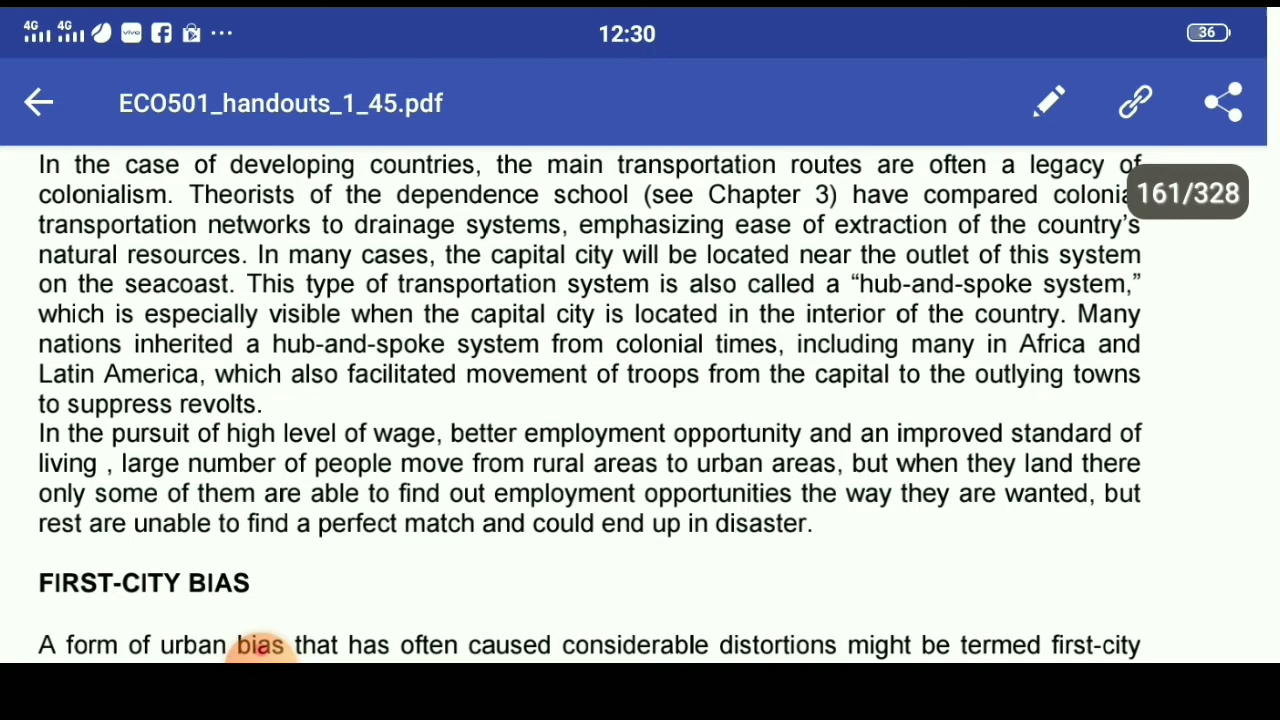 4G 4G vivo 12:30 36
ECO501_handouts_1_45.pdf
In the case of developing countries, the main transportation routes are often a legacy of
colonialism. Theorists of the dependence school (see Chapter 3) have compared colonial
161/328
transportation networks to drainage systems, emphasizing ease of extraction of the country’s
natural resources. In many cases, the capital city will be located near the outlet of this system
on the seacoast. This type of transportation system is also called a “hub-and-spoke system,”
which is especially visible when the capital city is located in the interior of the country. Many
nations inherited a hub-and-spoke system from colonial times, including many in Africa and
Latin America, which also facilitated movement of troops from the capital to the outlying towns
to suppress revolts.
In the pursuit of high level of wage, better employment opportunity and an improved standard of
living , large number of people move from rural areas to urban areas, but when they land there
only some of them are able to find out employment opportunities the way they are wanted, but
rest are unable to find a perfect match and could end up in disaster.
FIRST-CITY BIAS
A form of urban bias that has often caused considerable distortions might be termed first-city